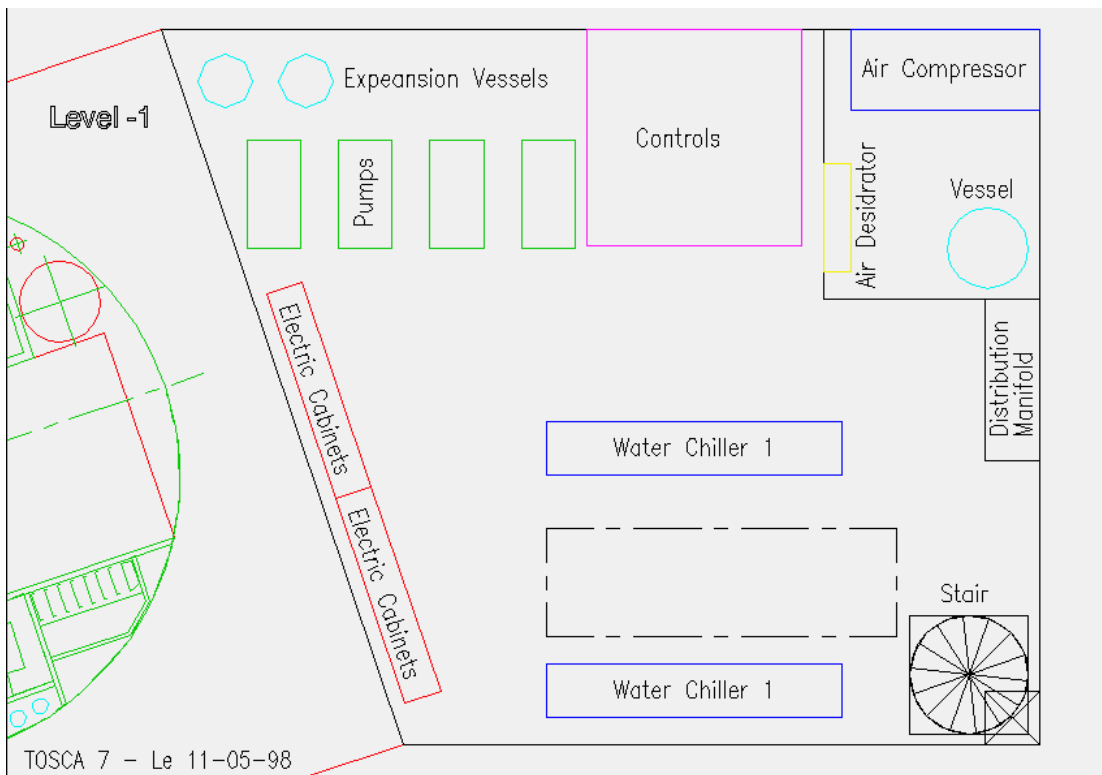 Air Compressor
Expeansion Vessels
Level -1
Controls
Pumps
Air Desidrator
Vessel
Electric Cabinets
Distribution
Manifold
Water Chiller 1
Electric Cabinets
Stair
Water Chiller 1
TOSCA 7 - Le 11-05-98